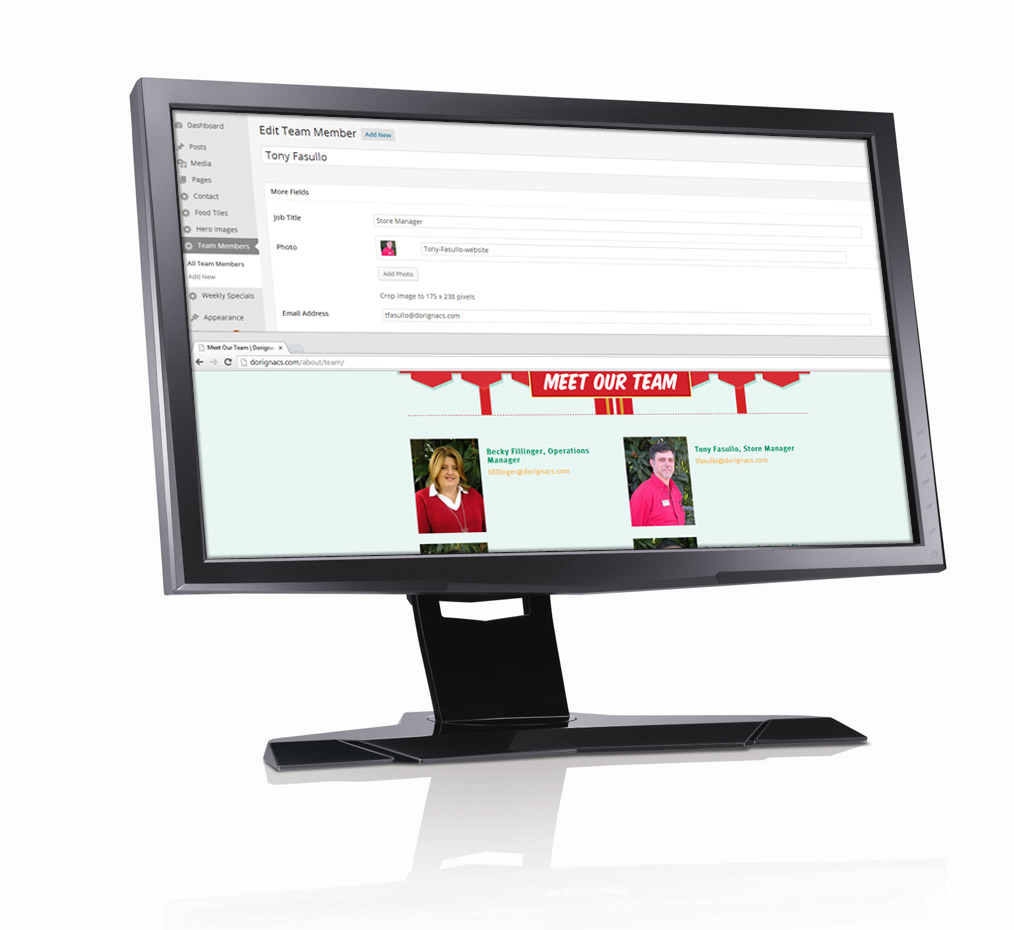 Dashboard
Posts
Media
Pages
Contact
Food Tiles
Hero Images
Team Members
All Team Members
Add New
Weekly Specials
Appearance
Edit Team Member Add New
Tony Fasullo
More Fields
Job Title Store Manager
Photo Tony-Fasullo-website
Add Photo
Crop image to 175 x 238 pixels
Email Address tfasullo@dorignacs.com
Meet Our Team | Dorigna
dorignacs.com/about/team/
MEET OUR TEAM
Becky Fillinger, Operations
Manager
bfillinger@dorignacs.com
Tony Fasullo, Store Manager
tfasullo@dorignacs.com